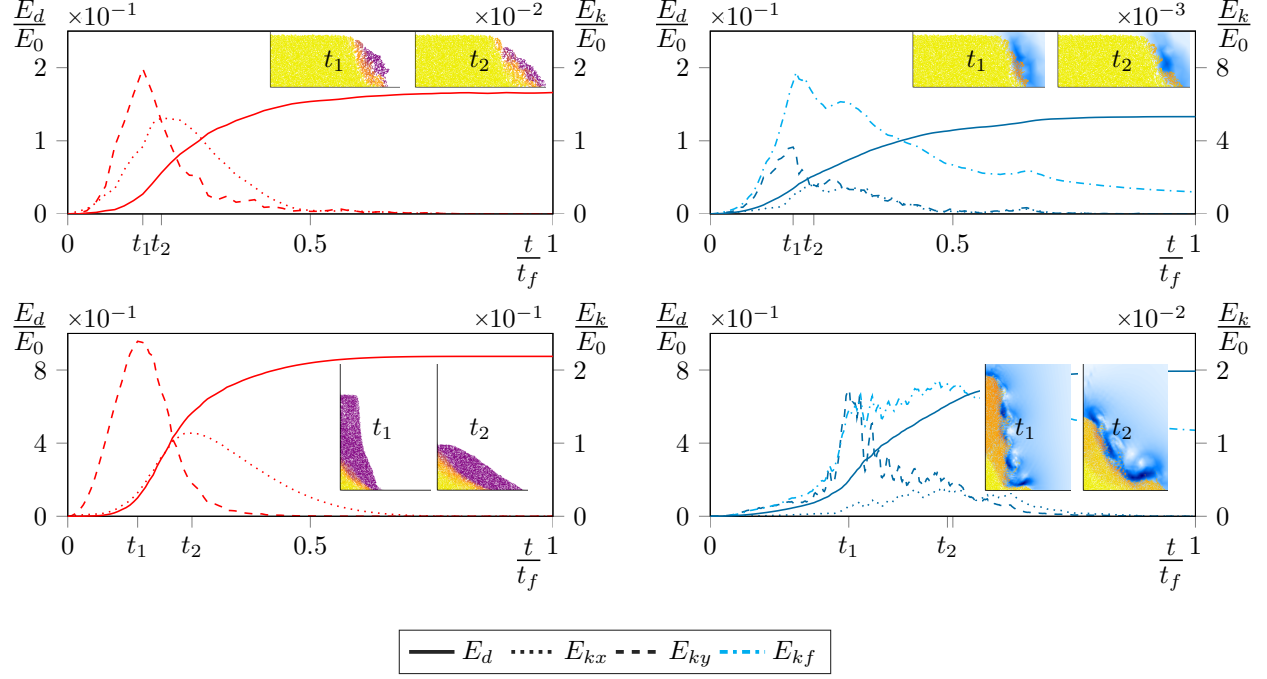 E_d/E_0 ×10^−1 ×10^−2 E_k/E_0 E_d/E_0 ×10^−1 ×10^−3 E_k/E_0
2 2 2 8
t_1 t_2 t_1 t_2
1 1 1 4
0 0 0 0
0 t_1 t_2 0.5 1 0 t_1 t_2 0.5 1
t/t_f t/t_f
E_d/E_0 ×10^−1 ×10^−1 E_k/E_0 E_d/E_0 ×10^−1 ×10^−2 E_k/E_0
8 2 8 2
t_1 t_2 t_1 t_2
4 1 4 1
0 0 0 0
0 t_1 t_2 0.5 1 0 t_1 t_2 1
t/t_f t/t_f
E_d E_kx E_ky E_kf